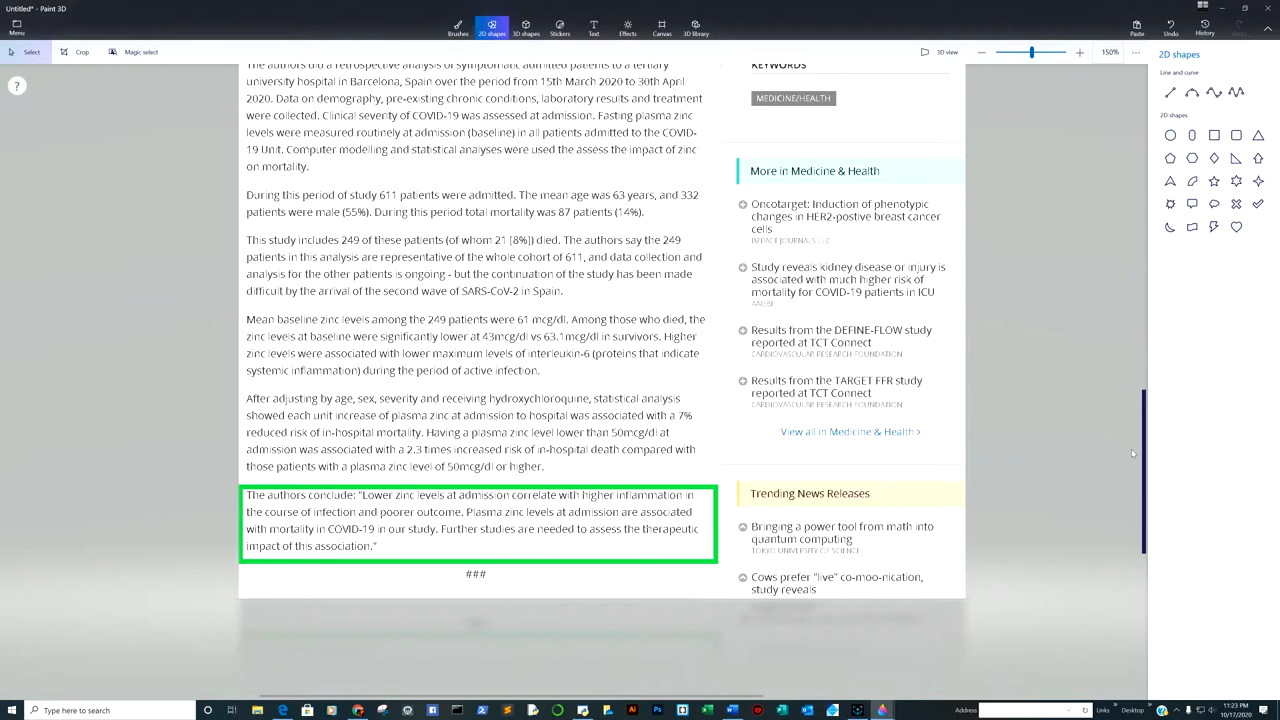 Untitled* - Paint 3D
Menu
Brushes
2D shapes
3D shapes
Stickers
Text
Effects
Canvas
3D library
Paste
Undo
History
Select
Crop
Magic select
3D view
150%
2D shapes
Line and curve
2D shapes
university hospital in Barcelona, Spain over the period from 15th March 2020 to 30th April
2020. Data on demography, pre-existing chronic conditions, laboratory results and treatment
were collected. Clinical severity of COVID-19 was assessed at admission. Fasting plasma zinc
levels were measured routinely at admission (baseline) in all patients admitted to the COVID-
19 Unit. Computer modelling and statistical analyses were used the assess the impact of zinc
on mortality.
During this period of study 611 patients were admitted. The mean age was 63 years, and 332
patients were male (55%). During this period total mortality was 87 patients (14%).
This study includes 249 of these patients (of whom 21 [8%]) died. The authors say the 249
patients in this analysis are representative of the whole cohort of 611, and data collection and
analysis for the other patients is ongoing - but the continuation of the study has been made
difficult by the arrival of the second wave of SARS-CoV-2 in Spain.
Mean baseline zinc levels among the 249 patients were 61 mcg/dl. Among those who died, the
zinc levels at baseline were significantly lower at 43mcg/dl vs 63.1mcg/dl in survivors. Higher
zinc levels were associated with lower maximum levels of interleukin-6 (proteins that indicate
systemic inflammation) during the period of active infection.
After adjusting by age, sex, severity and receiving hydroxychloroquine, statistical analysis
showed each unit increase of plasma zinc at admission to hospital was associated with a 7%
reduced risk of in-hospital mortality. Having a plasma zinc level lower than 50mcg/dl at
admission was associated with a 2.3 times increased risk of in-hospital death compared with
those patients with a plasma zinc level of 50mcg/dl or higher.
The authors conclude: "Lower zinc levels at admission correlate with higher inflammation in
the course of infection and poorer outcome. Plasma zinc levels at admission are associated
with mortality in COVID-19 in our study. Further studies are needed to assess the therapeutic
impact of this association."
###
KEYWORDS
MEDICINE/HEALTH
More in Medicine & Health
Oncotarget: Induction of phenotypic
changes in HER2-postive breast cancer
cells
IMPACT JOURNALS LLC
Study reveals kidney disease or injury is
associated with much higher risk of
mortality for COVID-19 patients in ICU
AAGBI
Results from the DEFINE-FLOW study
reported at TCT Connect
CARDIOVASCULAR RESEARCH FOUNDATION
Results from the TARGET FFR study
reported at TCT Connect
CARDIOVASCULAR RESEARCH FOUNDATION
View all in Medicine & Health >
Trending News Releases
Bringing a power tool from math into
quantum computing
TOKYO UNIVERSITY OF SCIENCE
Cows prefer "live" co-moo-nication,
study reveals
Type here to search
Address
Links
Desktop
11:23 PM
10/17/2020